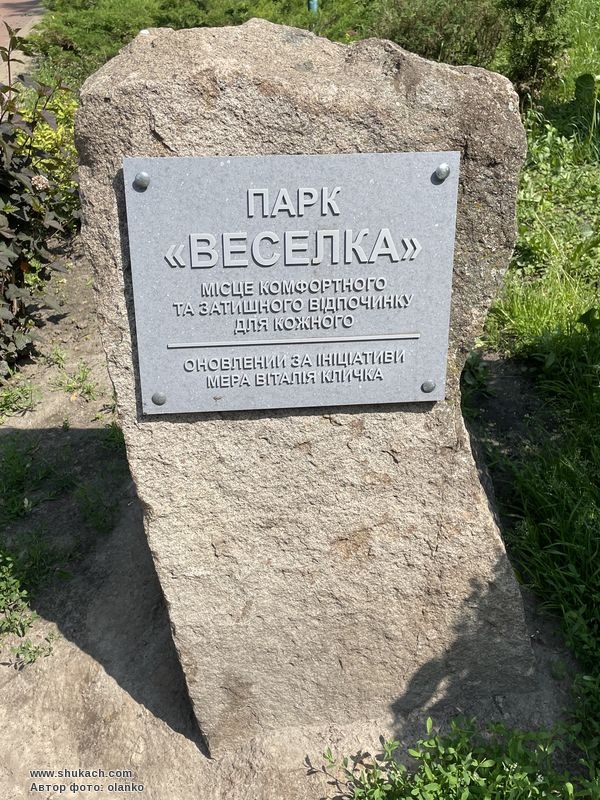 ПАРК
«ВЕСЕЛКА»
МІСЦЕ КОМФОРТНОГО
ТА ЗАТИШНОГО ВІДПОЧИНКУ
ДЛЯ КОЖНОГО
ОНОВЛЕНИЙ ЗА ІНІЦІАТИВИ
МЕРА ВІТАЛІЯ КЛИЧКА
www.shukach.com
Автор фото: olanko